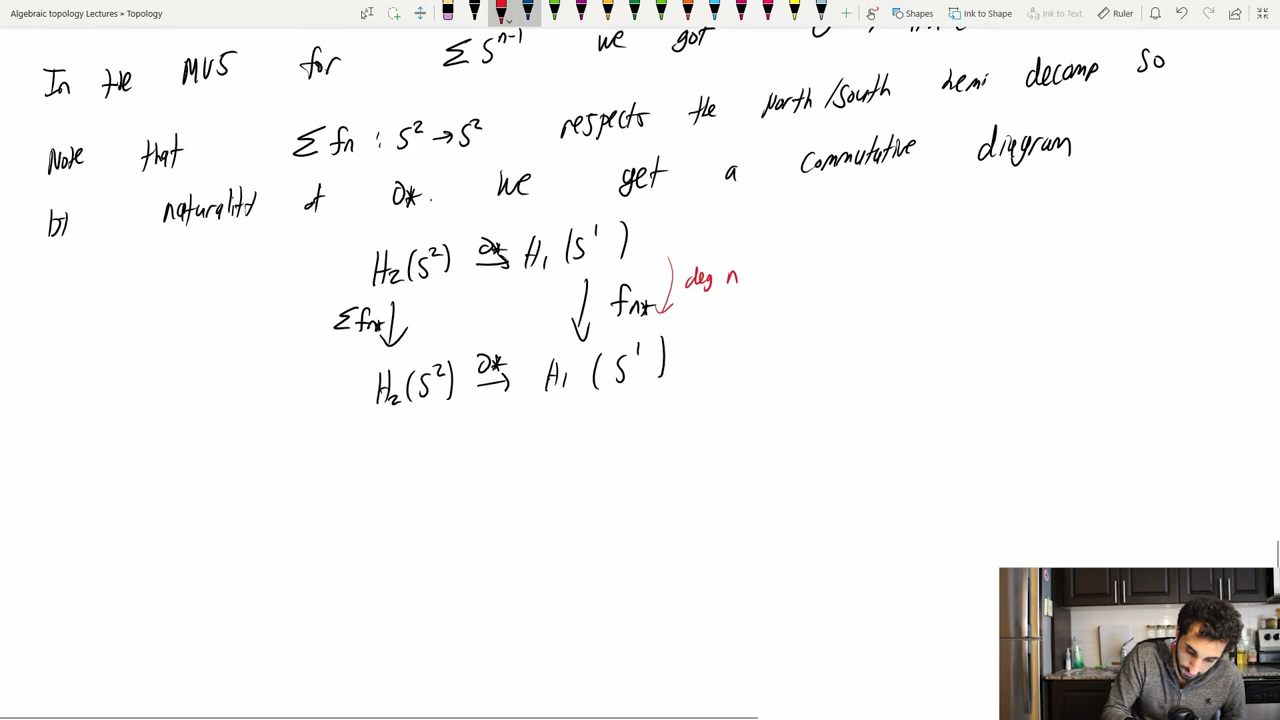 Algebraic topology Lectures – Topology
Shapes Ink to Shape Ink to Text Ruler
In the MVS for Σ S^{n-1} we got
Note that Σfn : S² → S² respects the North/South hemi decomp so
by naturality of ∂*. we get a commutative diagram
H₂(S²) ∂* → H₁(S¹)
Σfn* ↓ ↓ fn* deg n
H₂(S²) ∂* → H₁(S¹)